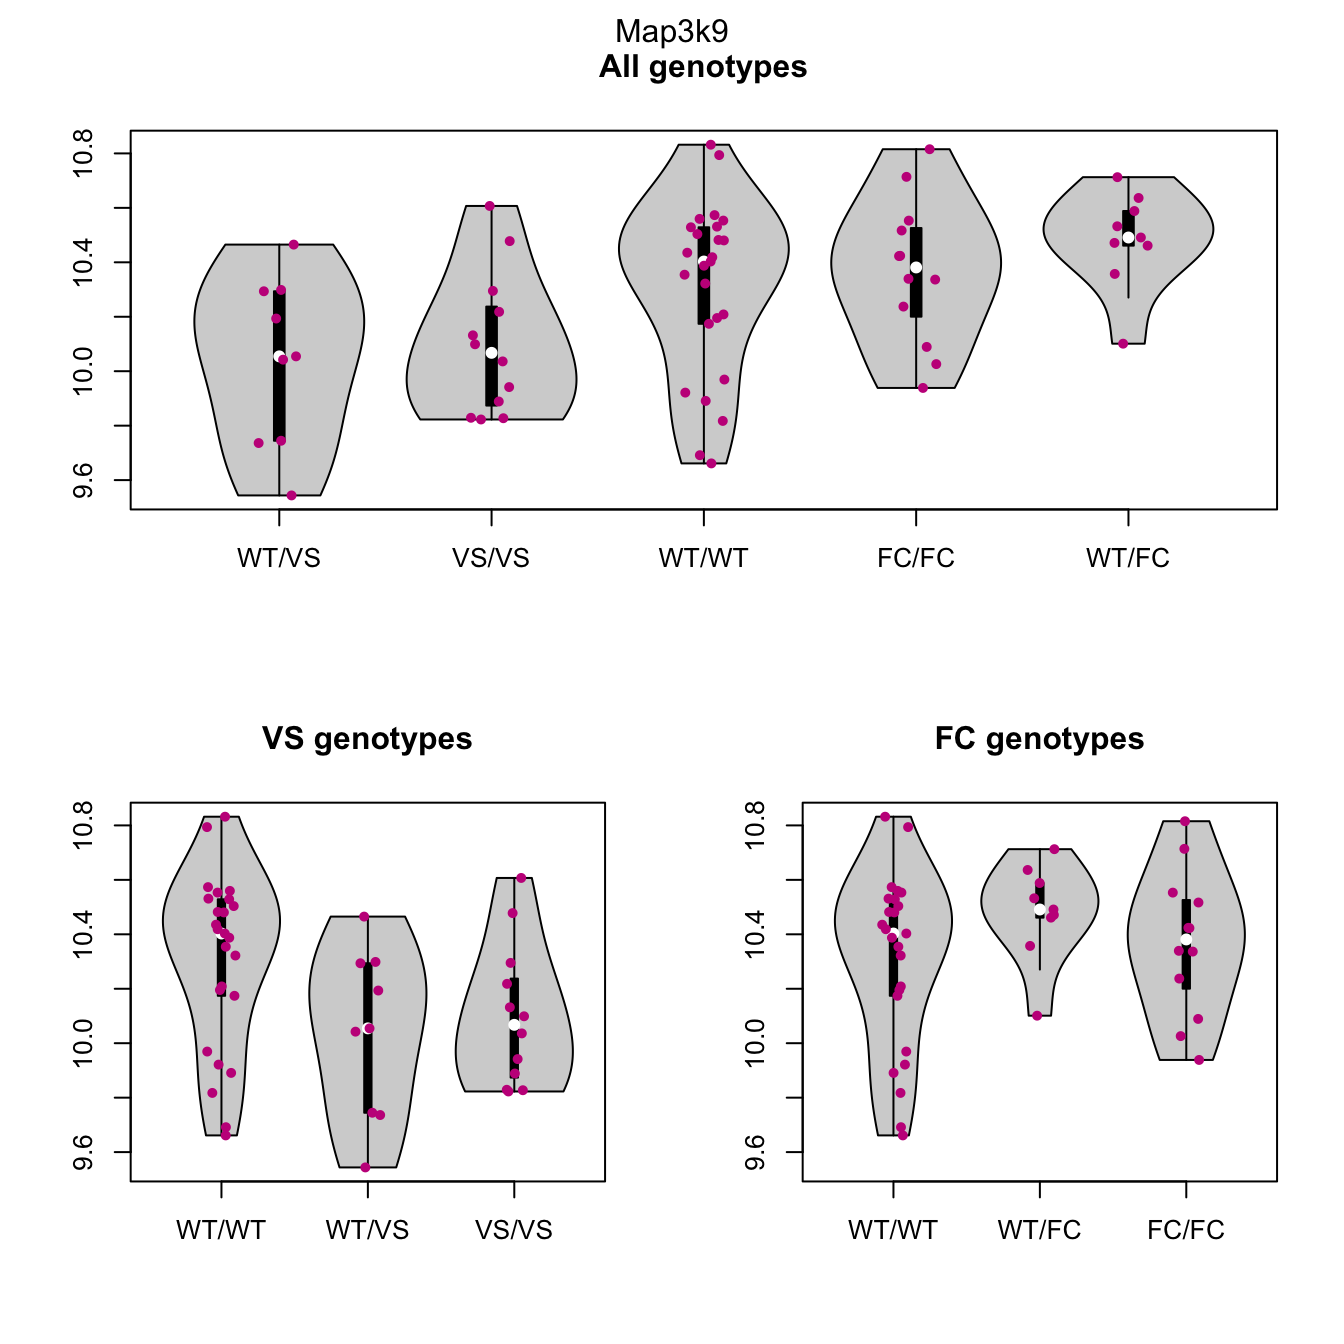 Map3k9
All genotypes
10.8
10.4
10.0
9.6
WT/VS VS/VS WT/WT FC/FC WT/FC
VS genotypes
10.8
10.4
10.0
9.6
WT/WT WT/VS VS/VS
FC genotypes
10.8
10.4
10.0
9.6
WT/WT WT/FC FC/FC